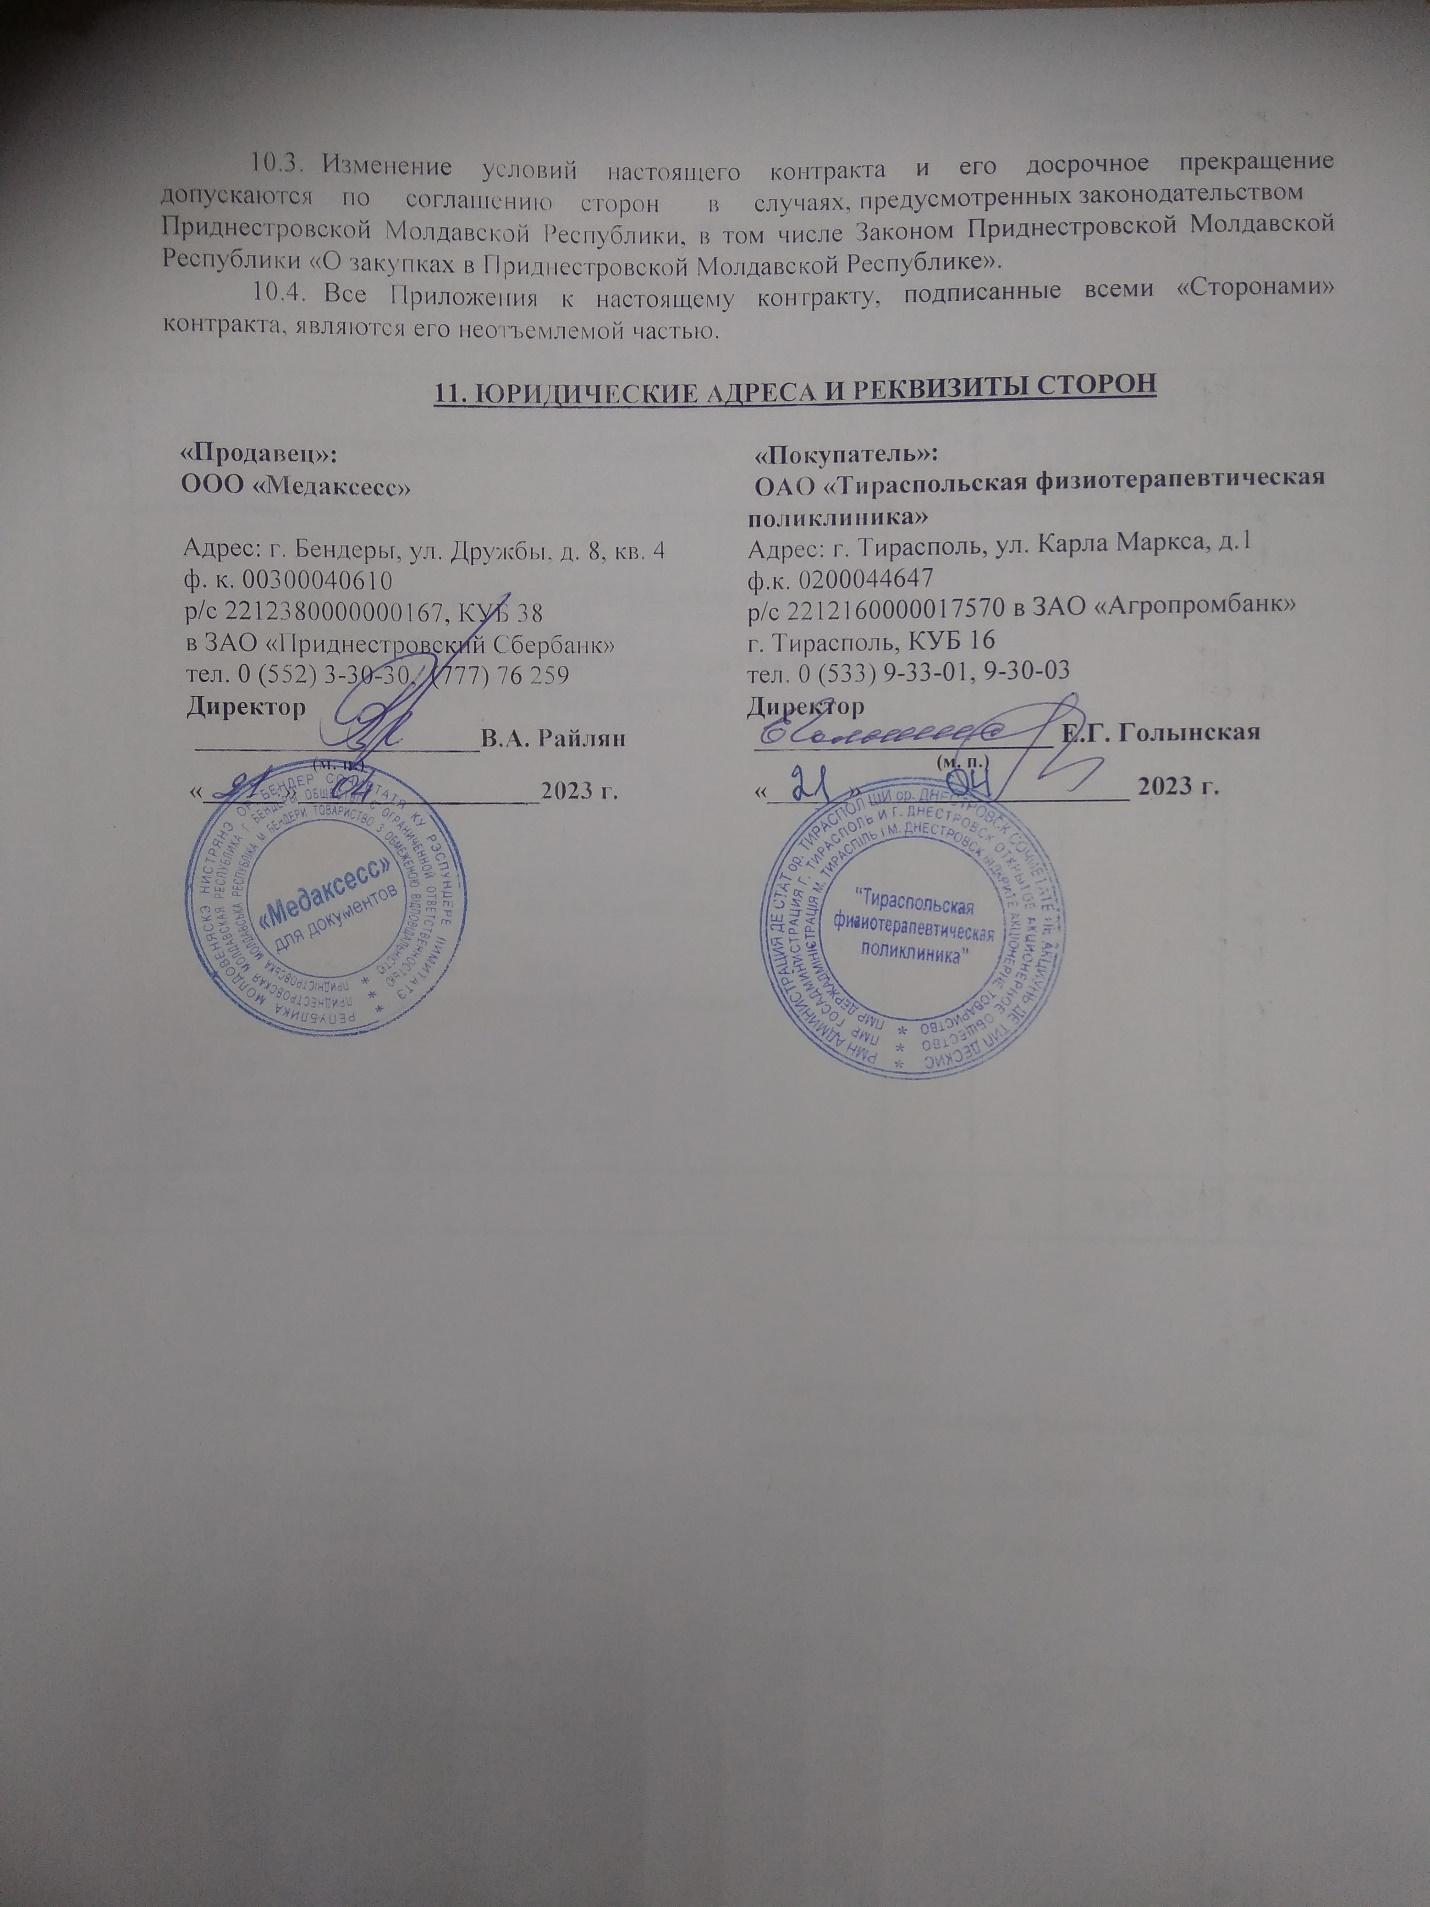 10.3. Изменение условий настоящего контракта и его досрочное прекращение
допускаются по соглашению сторон в случаях, предусмотренных законодательством
Приднестровской Молдавской Республики, в том числе Законом Приднестровской Молдавской
Республики «О закупках в Приднестровской Молдавской Республике».
10.4. Все Приложения к настоящему контракту, подписанные всеми «Сторонами»
контракта, являются его неотъемлемой частью.
11. ЮРИДИЧЕСКИЕ АДРЕСА И РЕКВИЗИТЫ СТОРОН
«Продавец»:
ООО «Медаксесс»
Адрес: г. Бендеры, ул. Дружбы, д. 8, кв. 4
ф. к. 00300040610
р/с 2212380000000167, КУБ 38
в ЗАО «Приднестровский Сбербанк»
тел. 0 (552) 3-30-30, (777) 76 259
Директор
В.А. Райлян
(м. п.)
«21» 04 2023 г.
«Медаксесс»
для документов
«Покупатель»:
ОАО «Тираспольская физиотерапевтическая
поликлиника»
Адрес: г. Тирасполь, ул. Карла Маркса, д.1
ф.к. 0200044647
р/с 2212160000017570 в ЗАО «Агропромбанк»
г. Тирасполь, КУБ 16
тел. 0 (533) 9-33-01, 9-30-03
Директор
Е.Г. Голынская
(м. п.)
«21» 04 2023 г.
"Тираспольская
физиотерапевтическая
поликлиника"